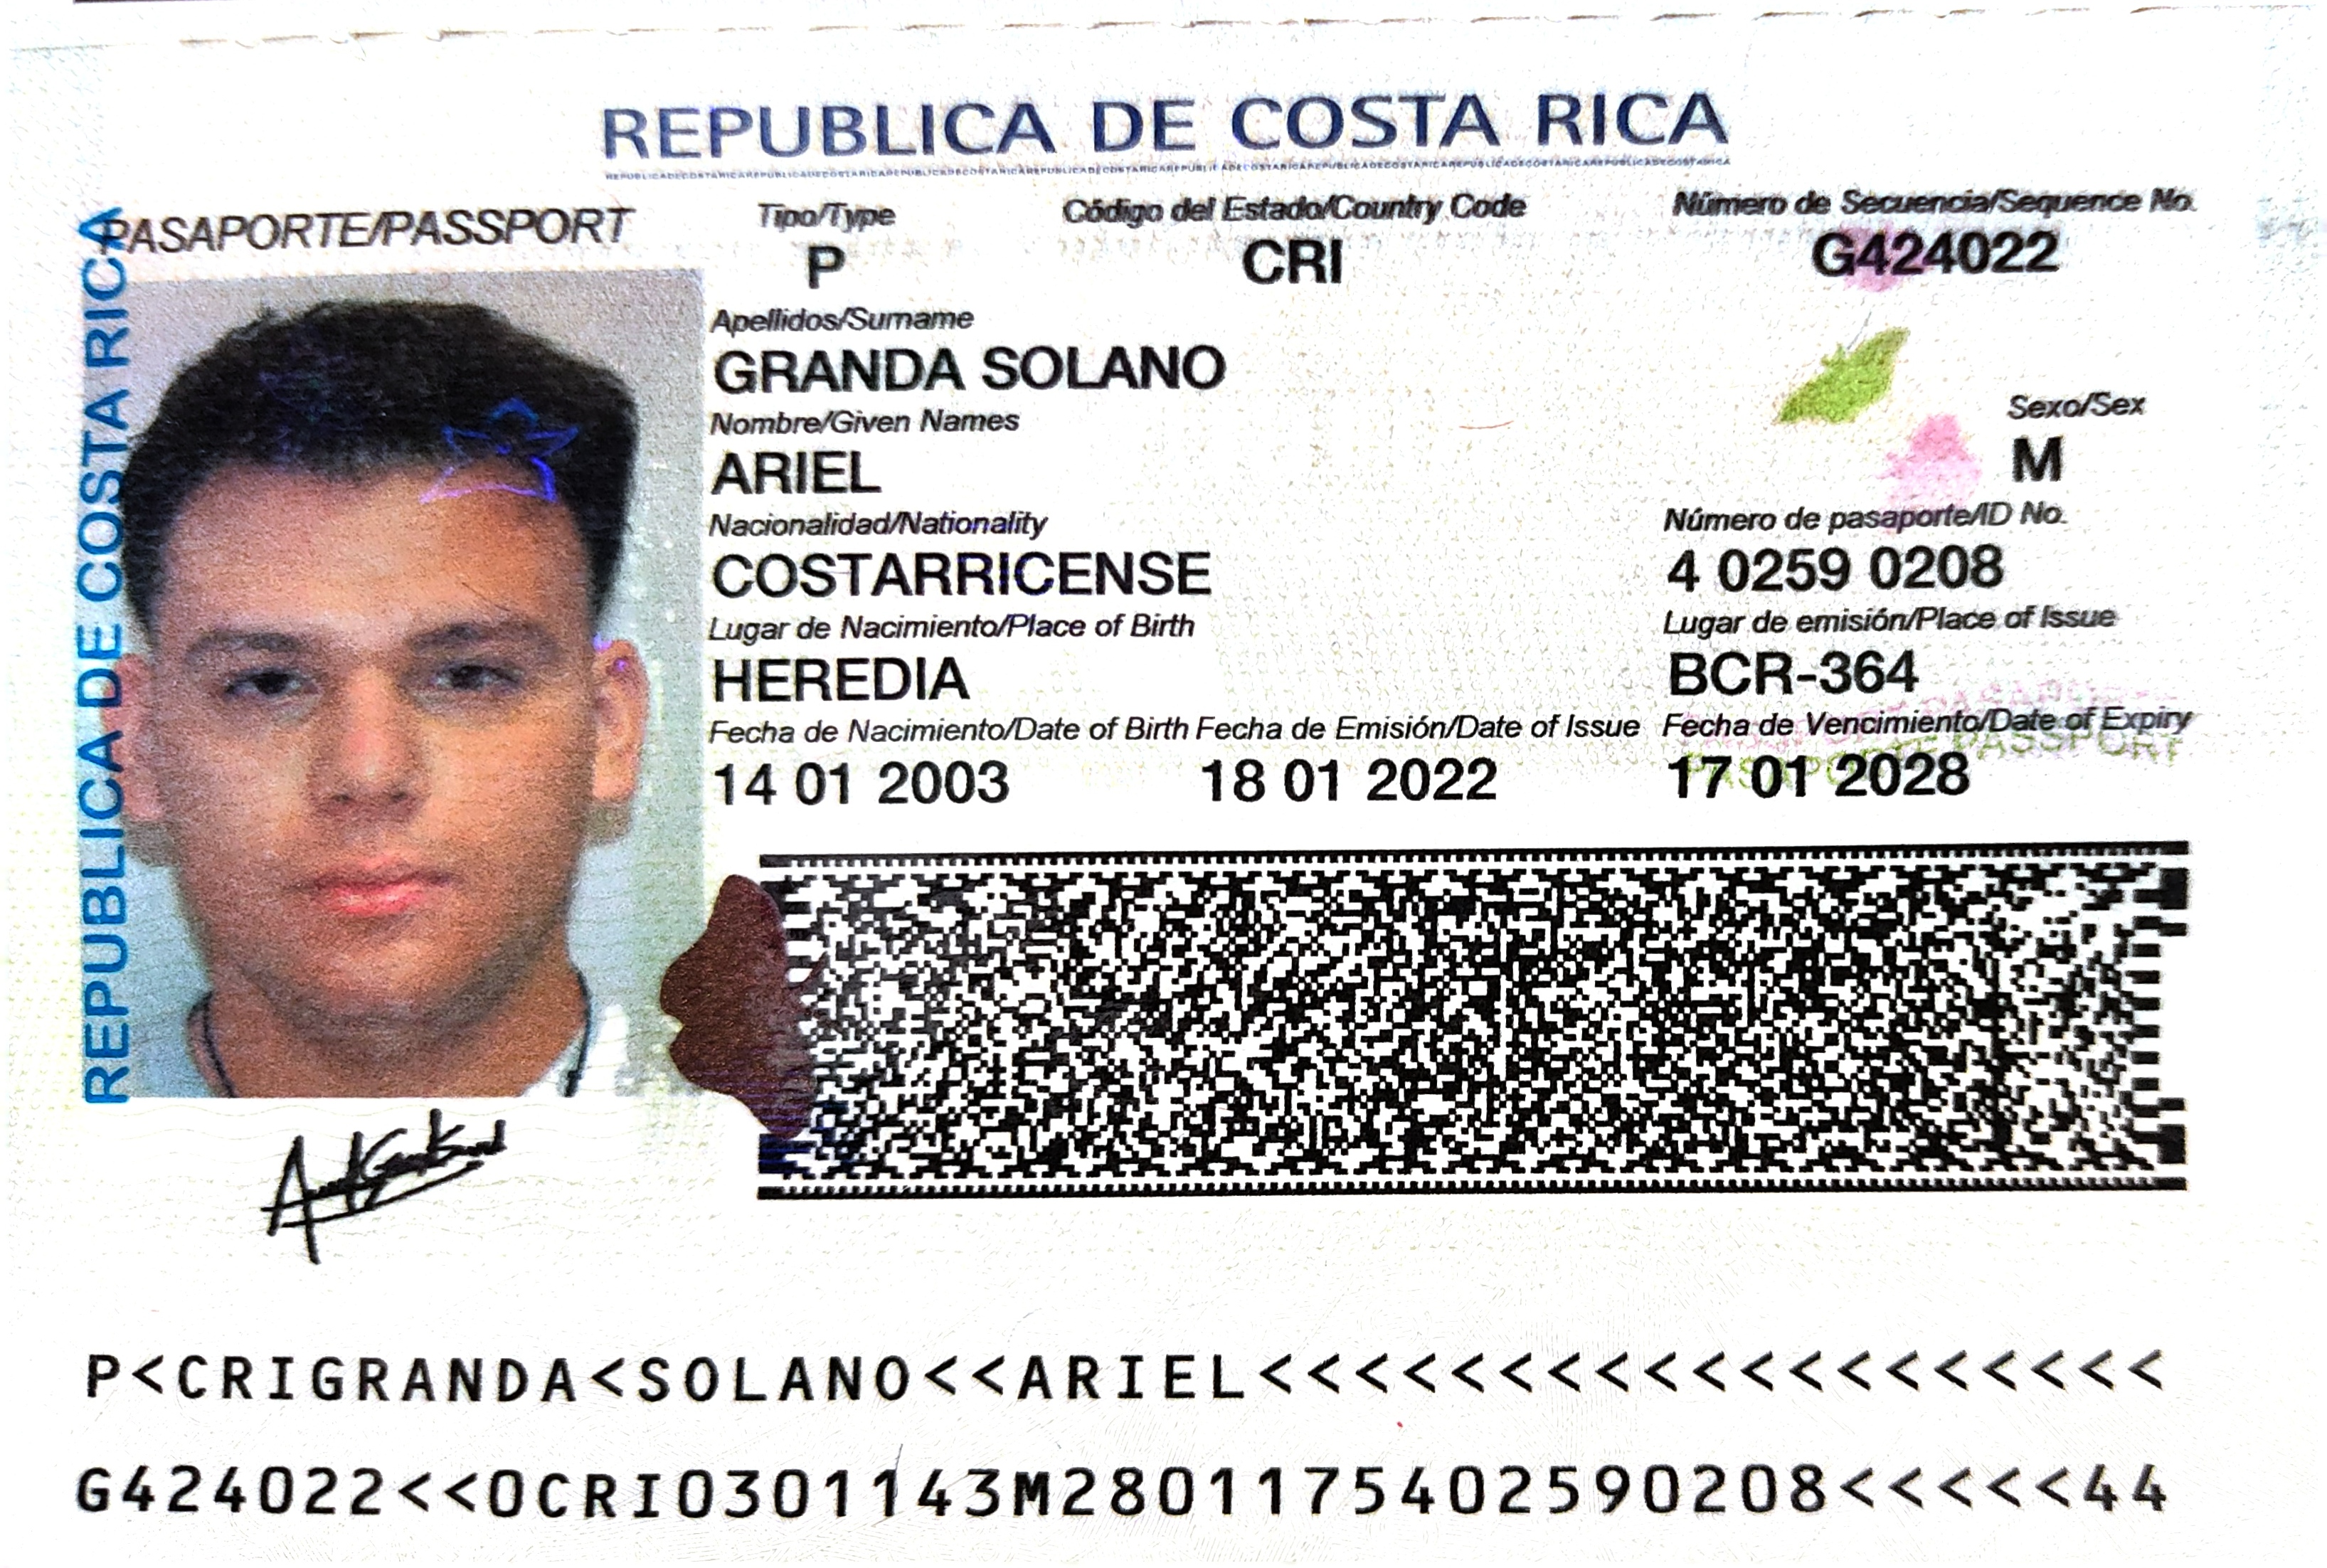 REPUBLICA DE COSTA RICA
REPUBLICA DE COSTA RICA
PASAPORTE/PASSPORT
Tipo/Type
P
Código del Estado/Country Code
CRI
Número de Secuencia/Sequence No.
G424022
Apellidos/Surname
GRANDA SOLANO
Nombre/Given Names
ARIEL
Sexo/Sex
M
Nacionalidad/Nationality
COSTARRICENSE
Número de pasaporte/ID No.
4 0259 0208
Lugar de Nacimiento/Place of Birth
HEREDIA
Lugar de emisión/Place of Issue
BCR-364
Fecha de Nacimiento/Date of Birth Fecha de Emisión/Date of Issue Fecha de Vencimiento/Date of Expiry
14 01 2003 18 01 2022 17 01 2028
PASAPORTE PASSPORT
P<CRIGRANDA<SOLANO<<ARIEL<<<<<<<<<<<<<<<<<<<
G424022<<0CRI0301143M2801175402590208<<<<<44